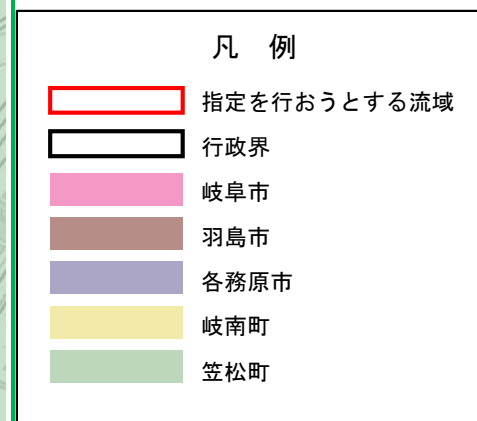 凡 例
指定を行おうとする流域
行政界
岐阜市
羽島市
各務原市
岐南町
笠松町